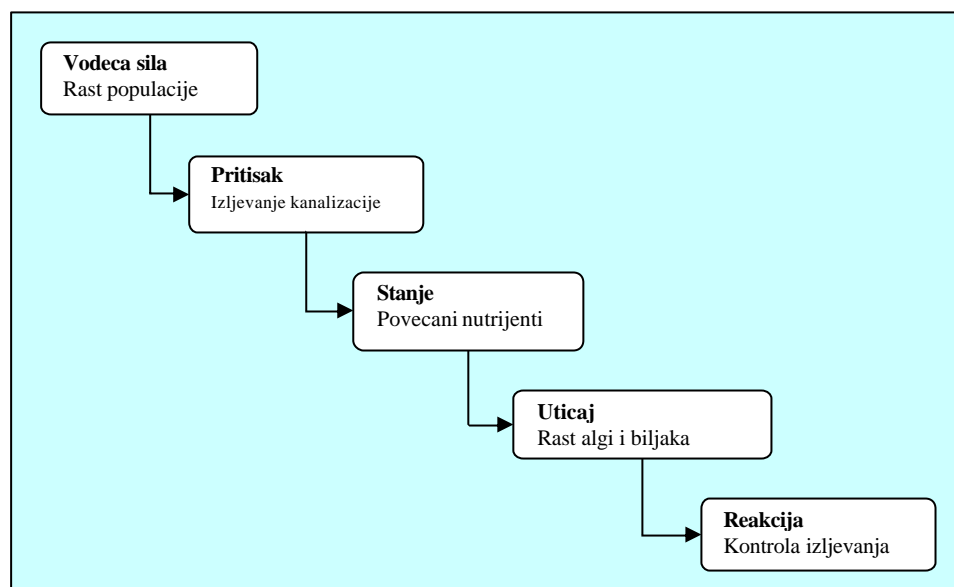 Vodeca sila
Rast populacije
Pritisak
Izljevanje kanalizacije
Stanje
Povecani nutrijenti
Uticaj
Rast algi i biljaka
Reakcija
Kontrola izljevanja